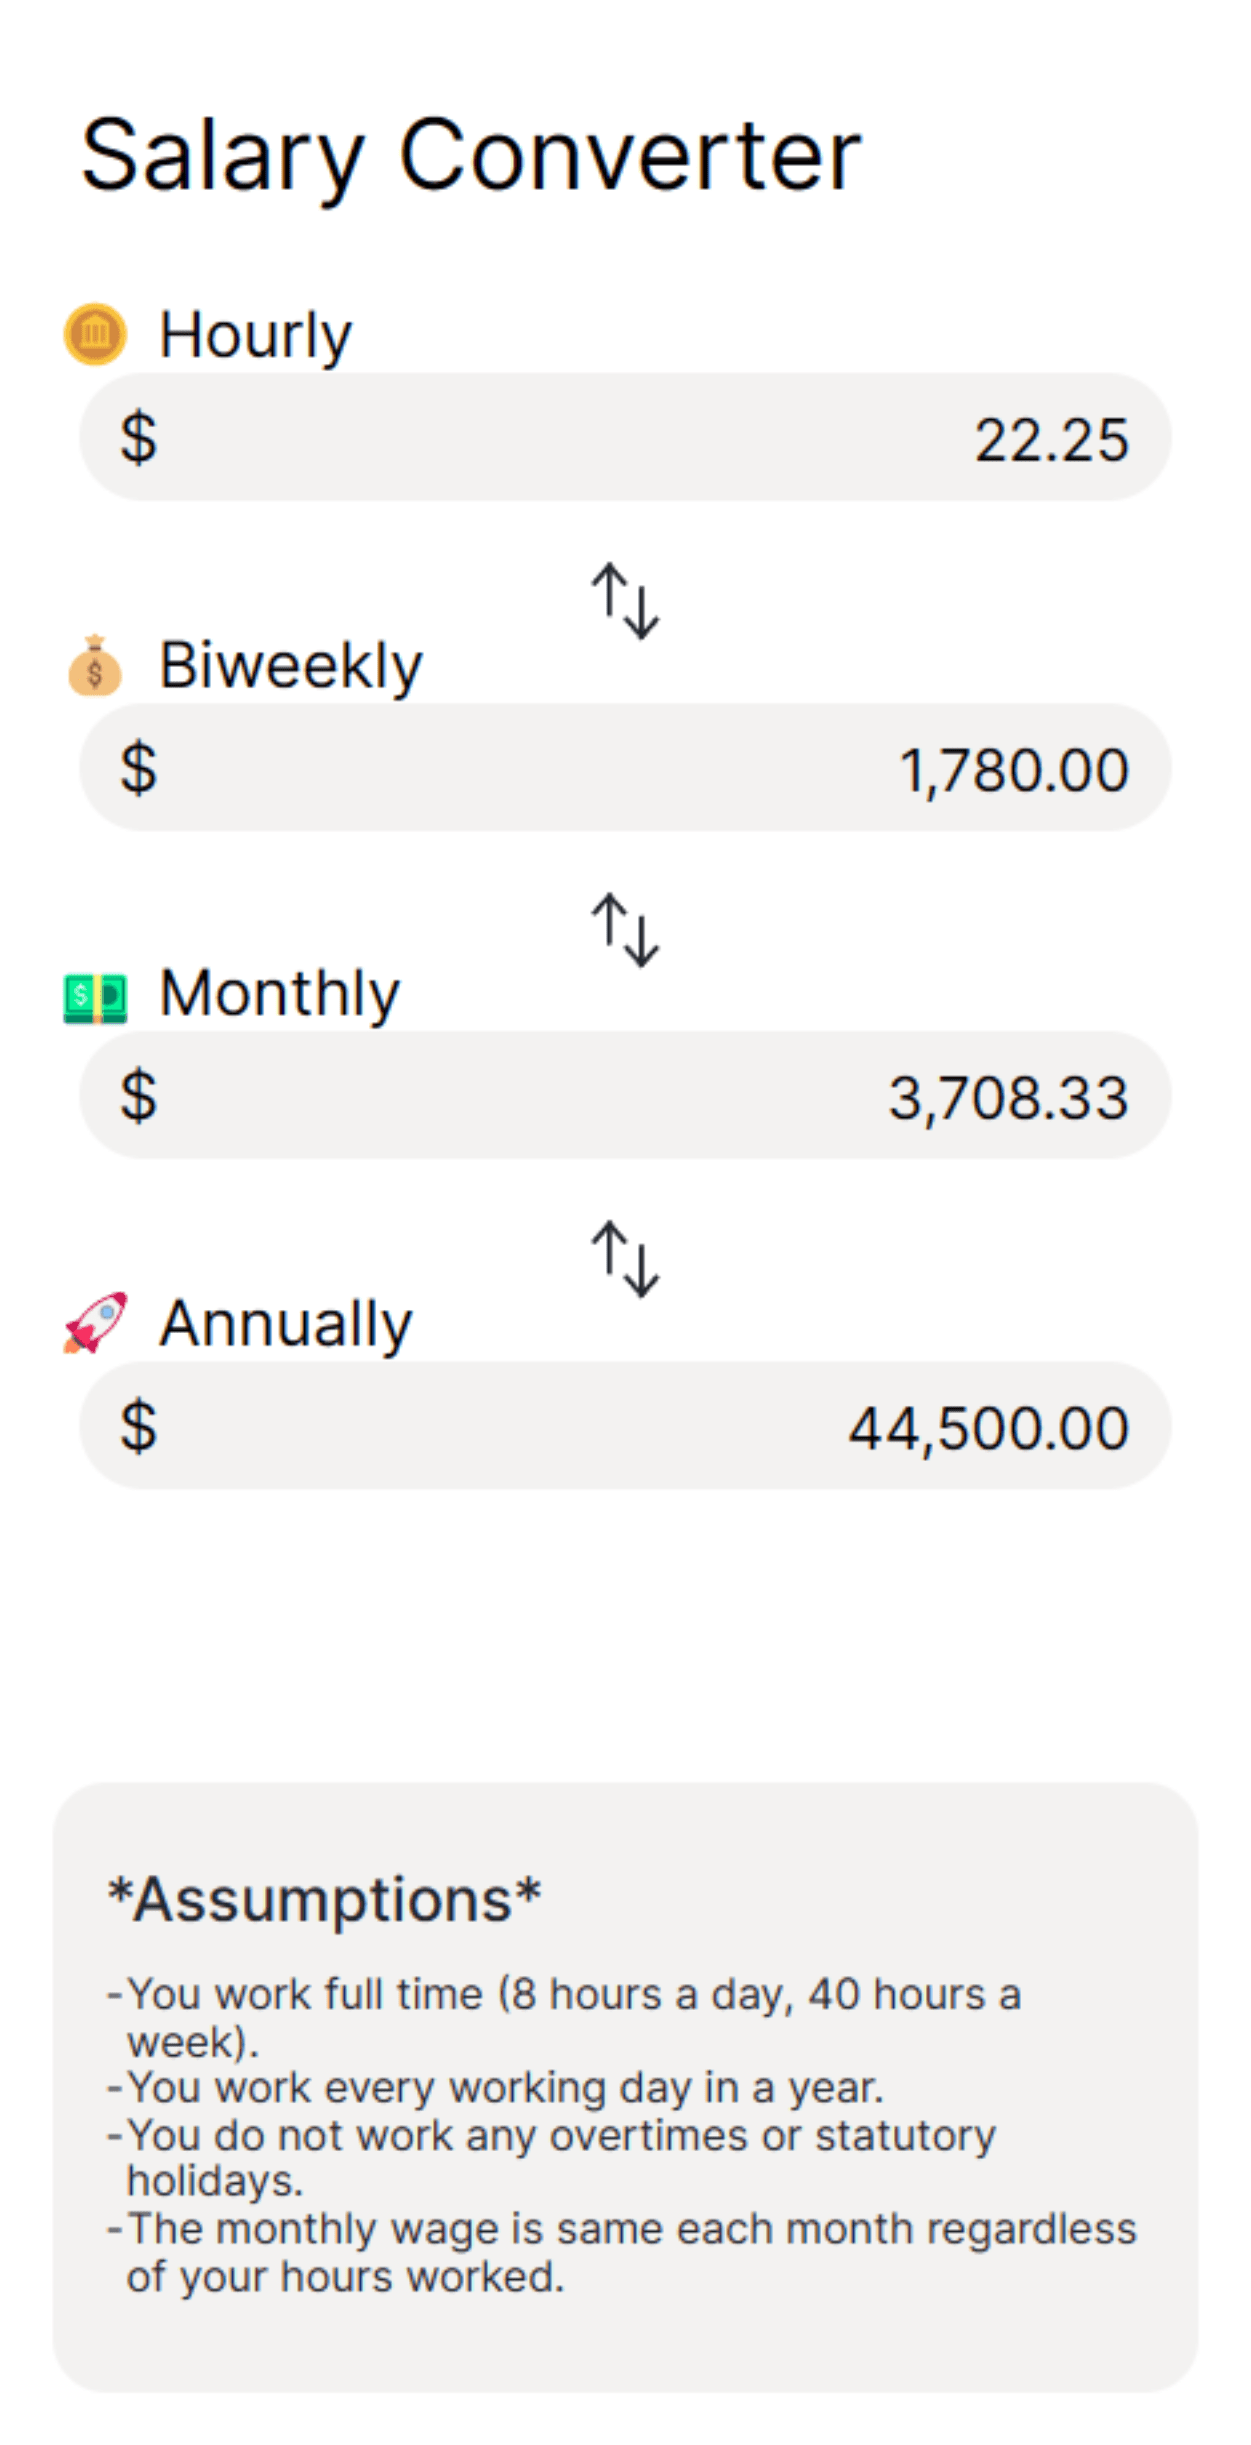 Salary Converter
Hourly
$ 22.25
Biweekly
$ 1,780.00
Monthly
$ 3,708.33
Annually
$ 44,500.00
*Assumptions*
-You work full time (8 hours a day, 40 hours a
week).
-You work every working day in a year.
-You do not work any overtimes or statutory
holidays.
-The monthly wage is same each month regardless
of your hours worked.